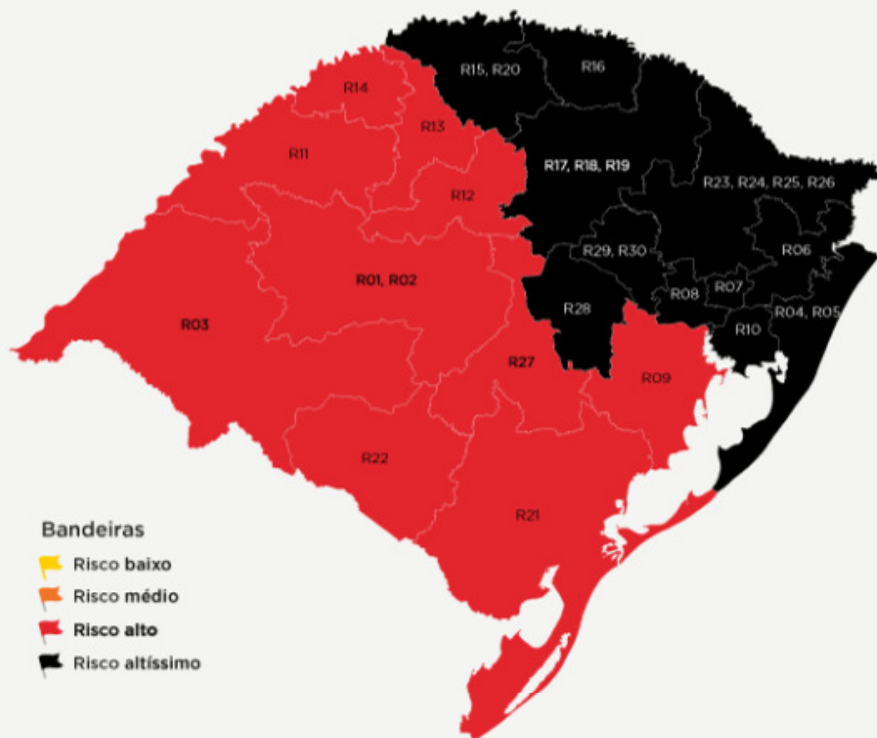 R15, R20
R16
R14
R13
R11
R17, R18, R19
R23, R24, R25, R26
R12
R29, R30
R06
R01, R02
R08
R07
R28
R04, R05
R03
R10
R27
R09
R22
R21
Bandeiras
Risco baixo
Risco médio
Risco alto
Risco altíssimo